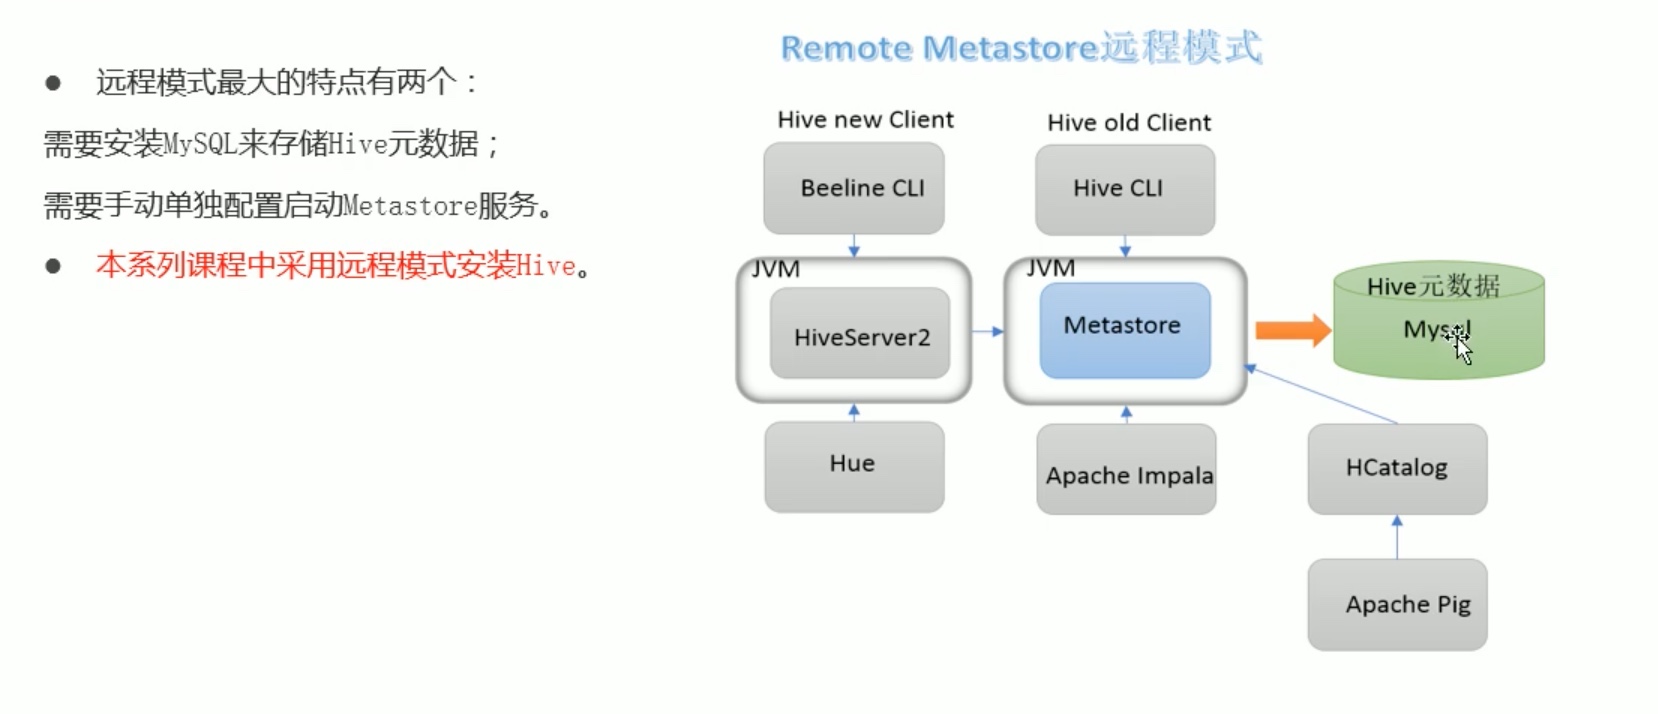 Remote Metastore远程模式
● 远程模式最大的特点有两个：
需要安装MySQL来存储Hive元数据；
需要手动单独配置启动Metastore服务。
● 本系列课程中采用远程模式安装Hive。
Hive new Client
Hive old Client
Beeline CLI
Hive CLI
JVM
JVM
HiveServer2
Metastore
Hive元数据
Mysql
Hue
Apache Impala
HCatalog
Apache Pig